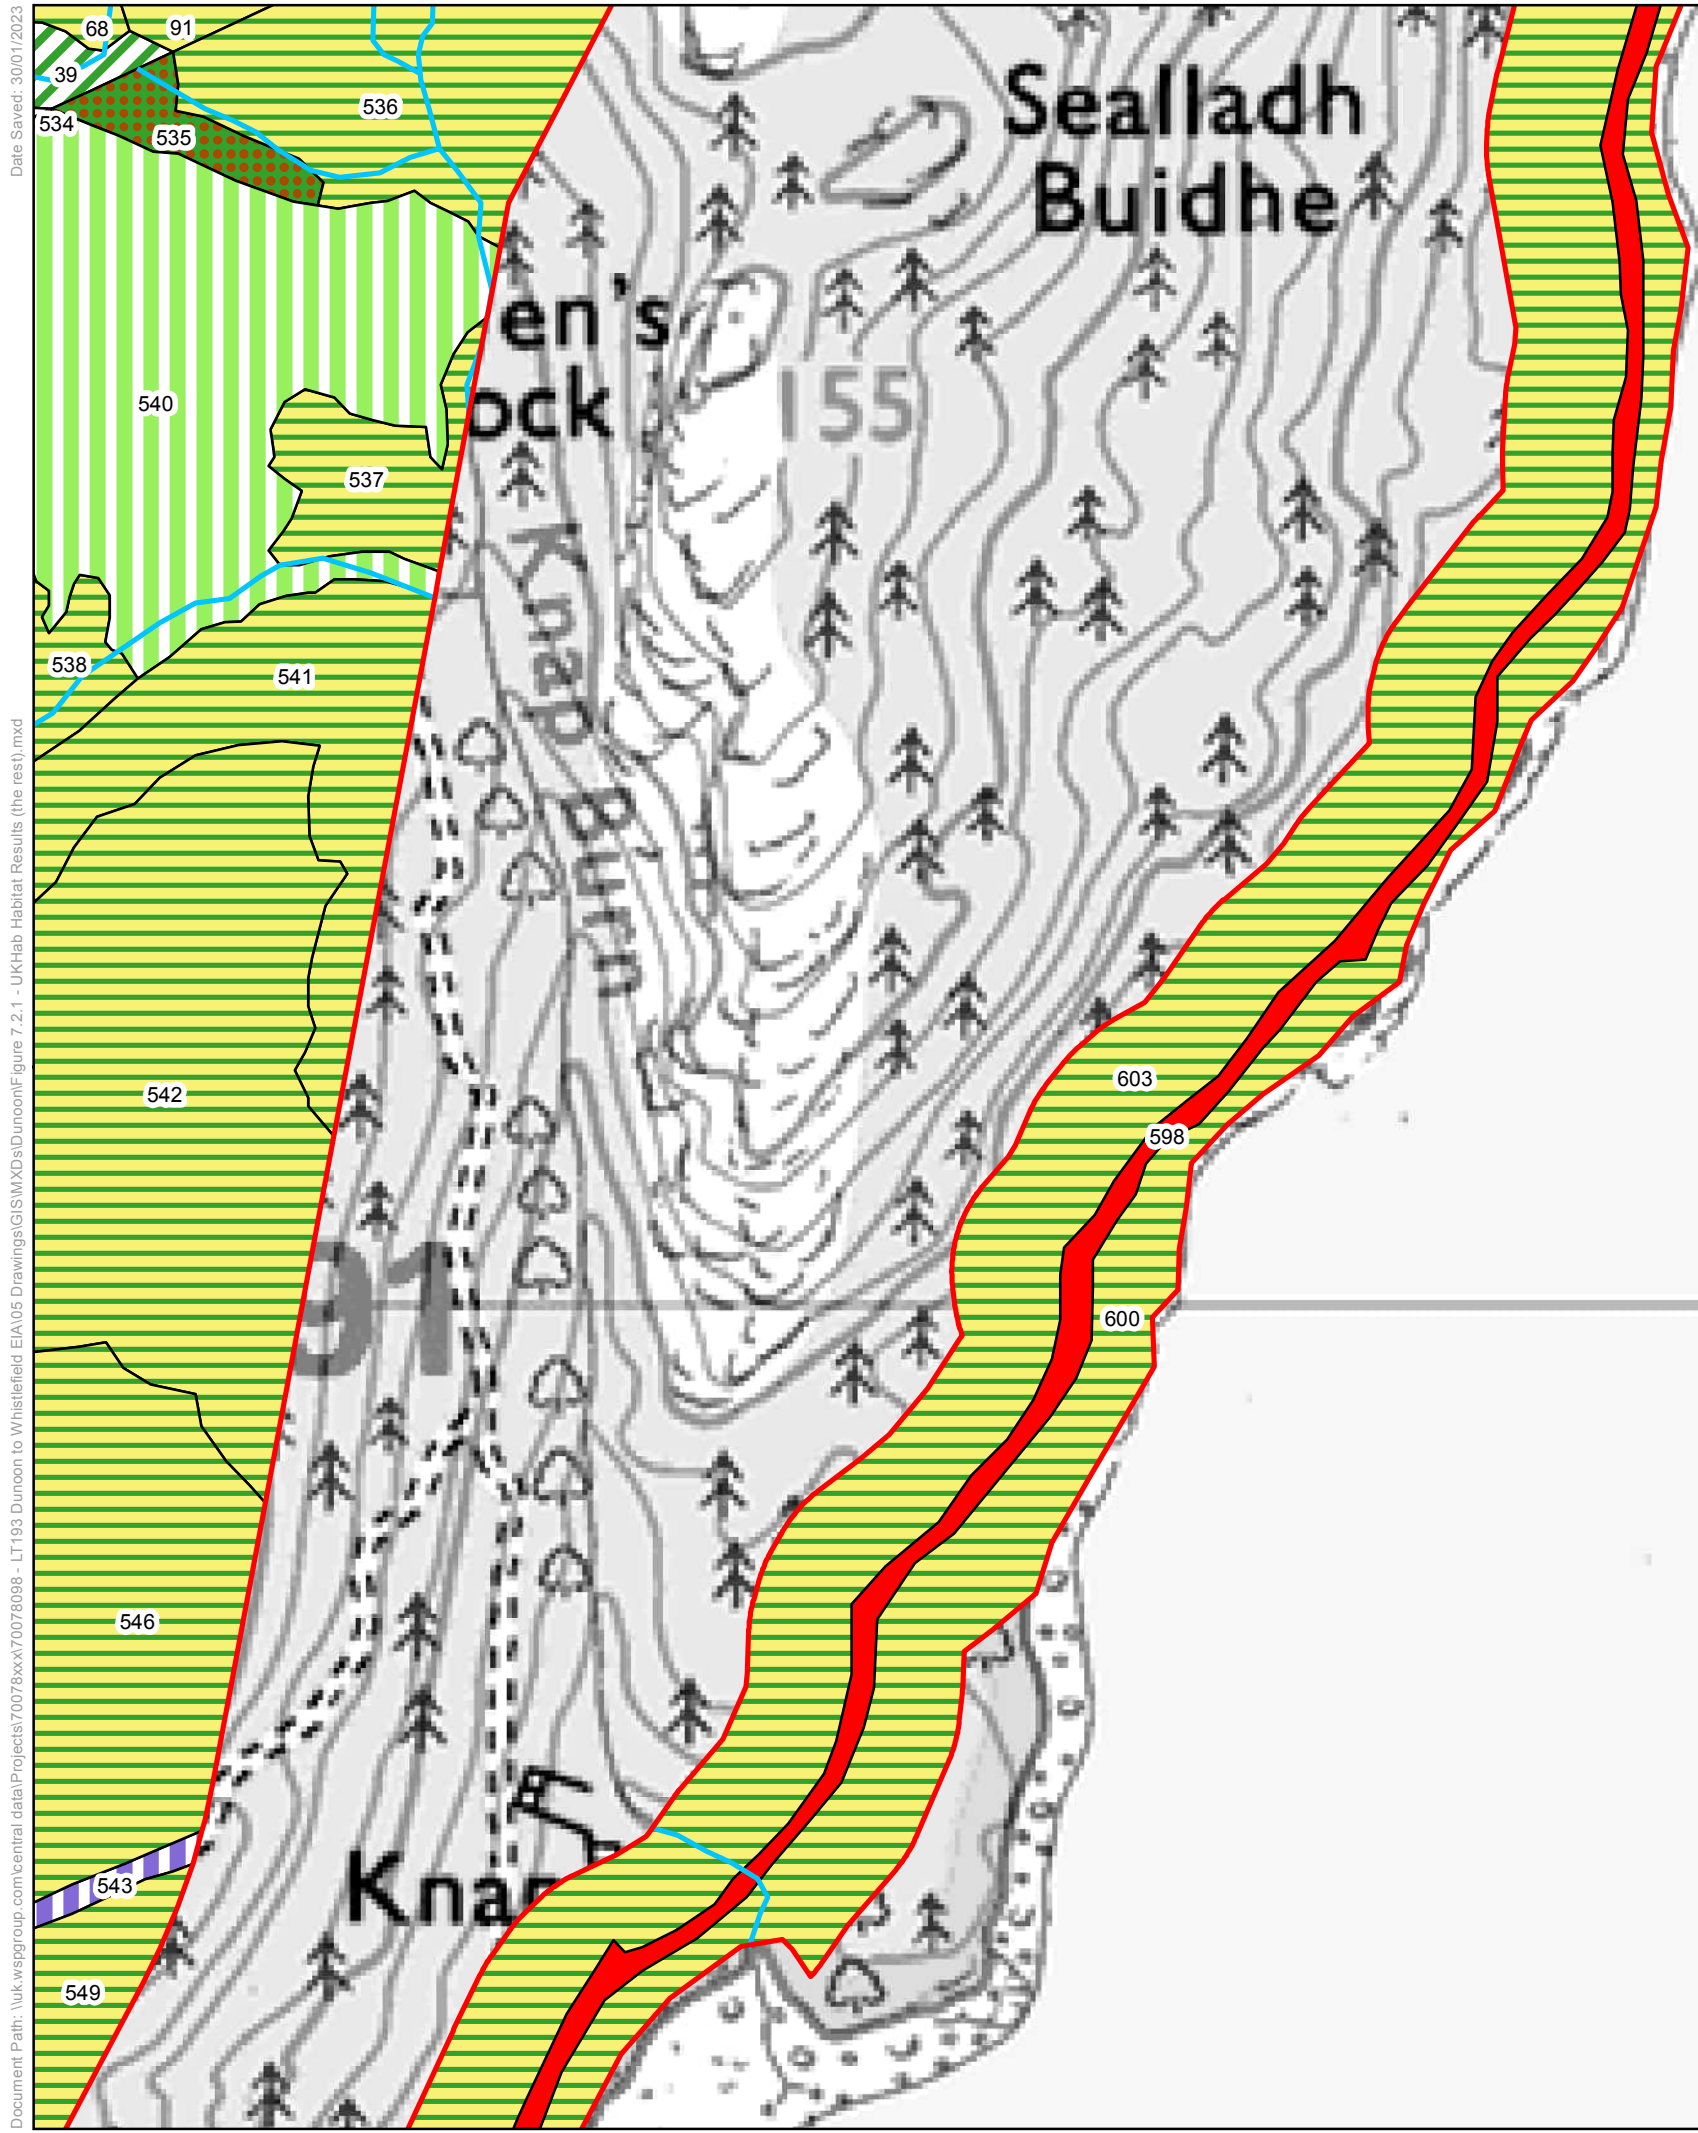 Date Saved: 30/01/2023
Document Path: \\uk.wspgroup.com\central data\Projects\70078xxx\70078098 - LT193 Dunoon to Whistlefield EIA\05 Drawings\GIS\MXDs\Dunoon\Figure 7.2.1 - UKHab Habitat Results (the rest).mxd
68
91
39
534
535
536
Sealladh
Buidhe
en's
ock
155
540
537
Knap Burn
538
541
542
603
598
91
600
546
Knap
543
549